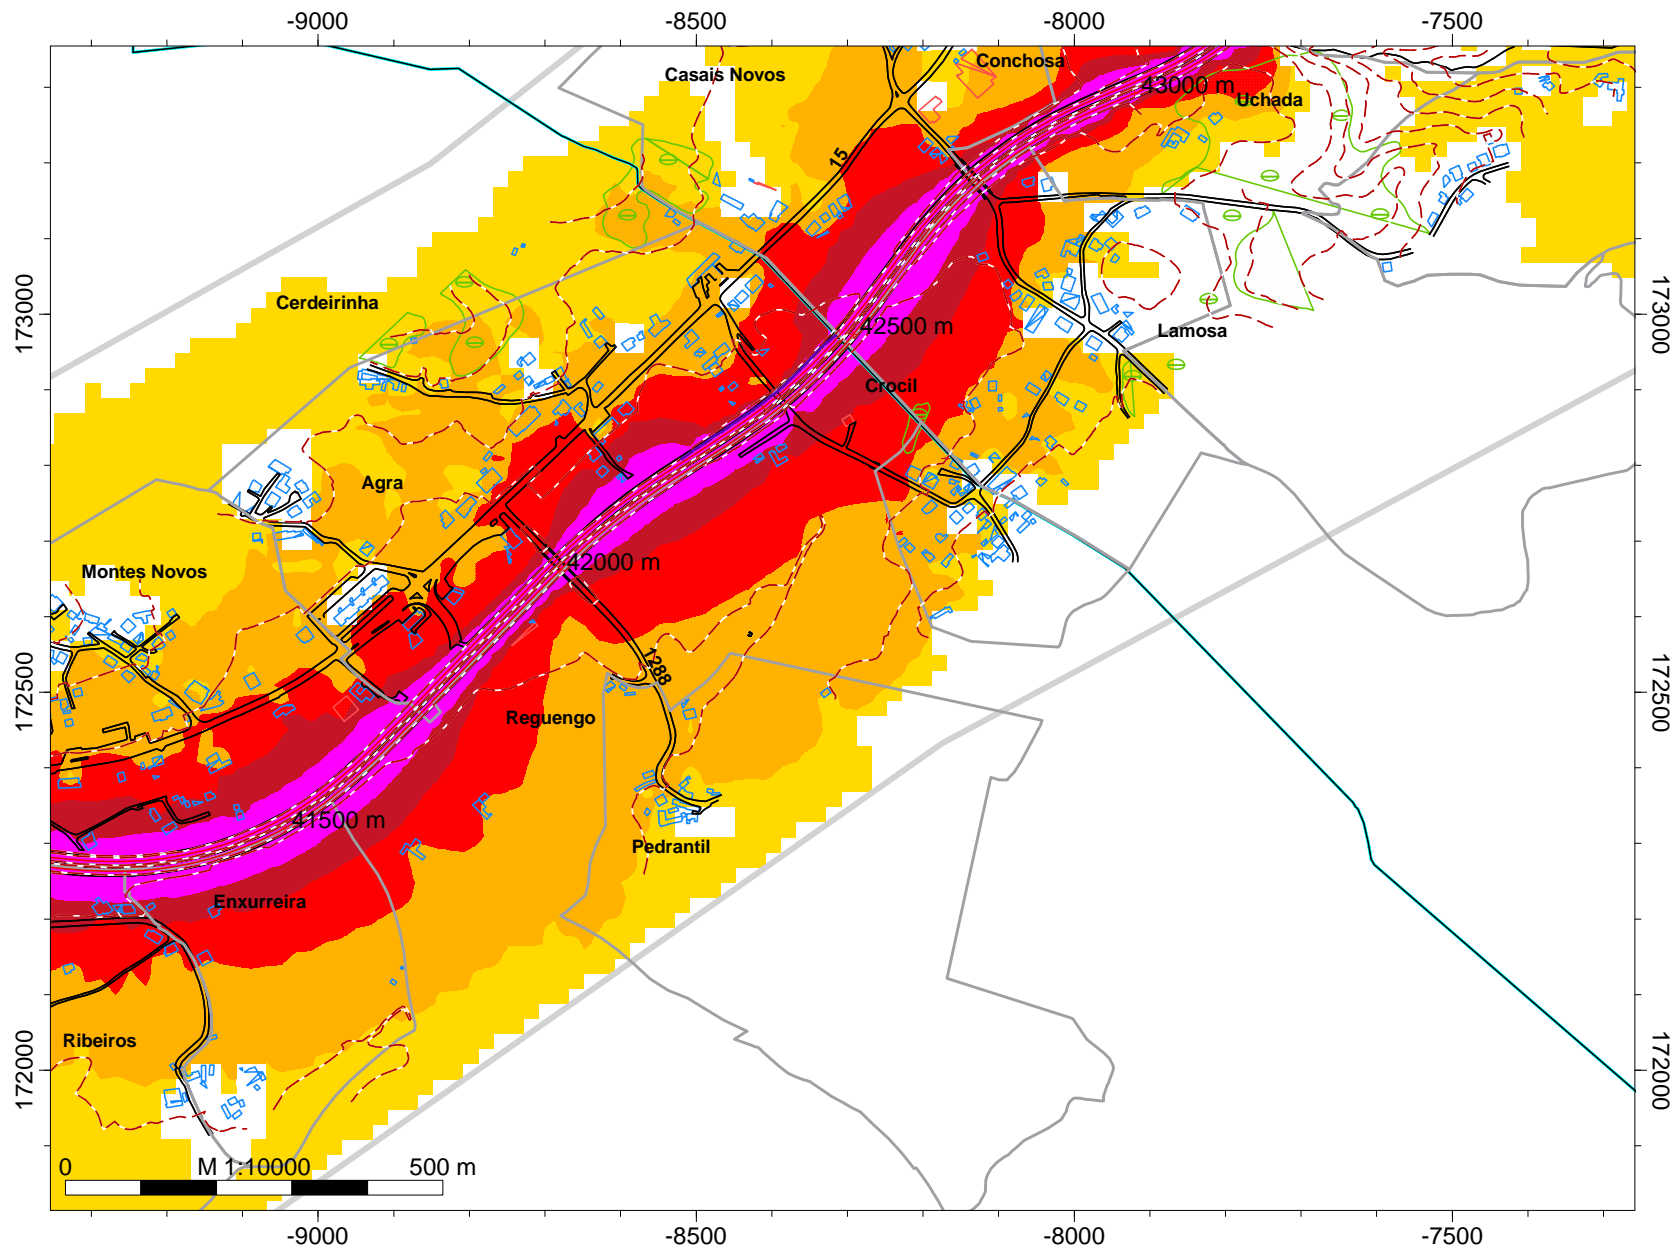 -9000
-8500
-8000
-7500
Conchosa
Casais Novos
43000 m
Uchada
15
173000
Cerdeirinha
42500 m
Lamosa
173000
Crocil
Agra
42000 m
Montes Novos
1288
172500
Reguengo
172500
41500 m
Pedrantil
Enxurreira
Ribeiros
172000
172000
0 M 1:10000 500 m
-9000
-8500
-8000
-7500